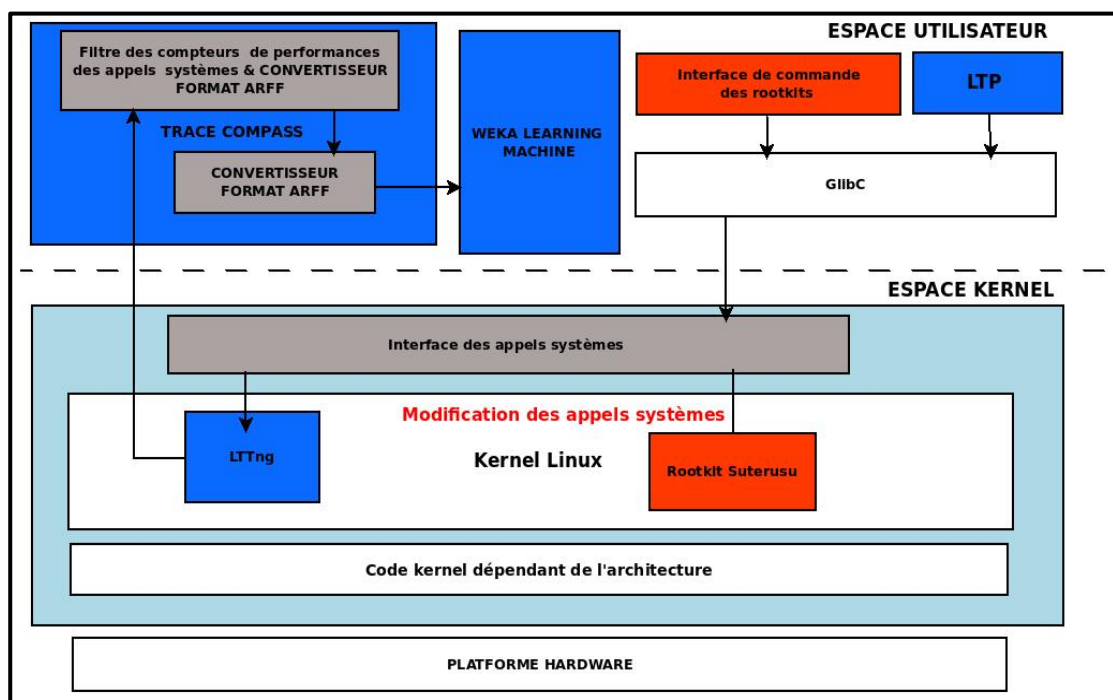 ESPACE UTILISATEUR
Filtre des compteurs de performances
des appels systèmes & CONVERTISSEUR
FORMAT ARFF
TRACE COMPASS
CONVERTISSEUR
FORMAT ARFF
WEKA LEARNING
MACHINE
Interface de commande
des rootkits
LTP
GlibC
ESPACE KERNEL
Interface des appels systèmes
Modification des appels systèmes
LTTng
Kernel Linux
Rootkit Suterusu
Code kernel dépendant de l'architecture
PLATFORME HARDWARE